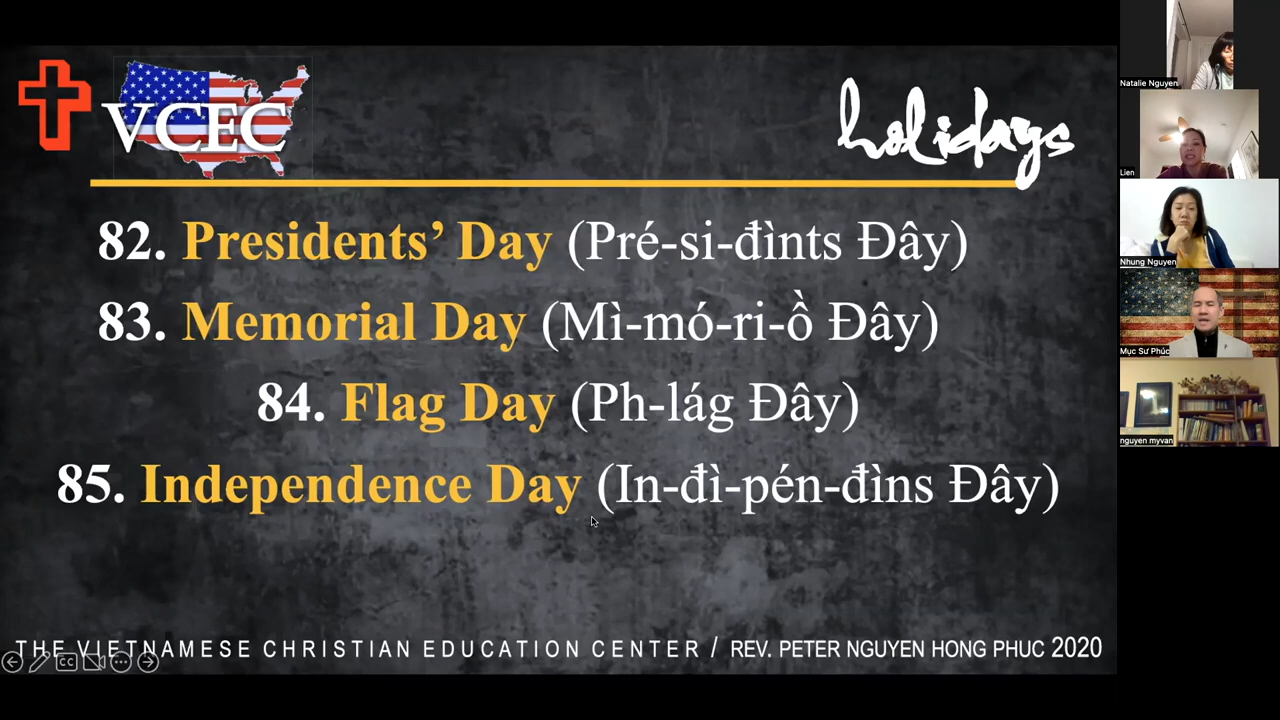 VCEC
holidays
82. Presidents’ Day (Pré-si-đìnts Đây)
83. Memorial Day (Mì-mó-ri-ồ Đây)
84. Flag Day (Ph-lág Đây)
85. Independence Day (In-đì-pén-đìns Đây)
THE VIETNAMESE CHRISTIAN EDUCATION CENTER / REV. PETER NGUYEN HONG PHUC 2020
CC
Natalie Nguyen
Lien
Nhung Nguyen
Mục Sư Phúc
nguyen myvan